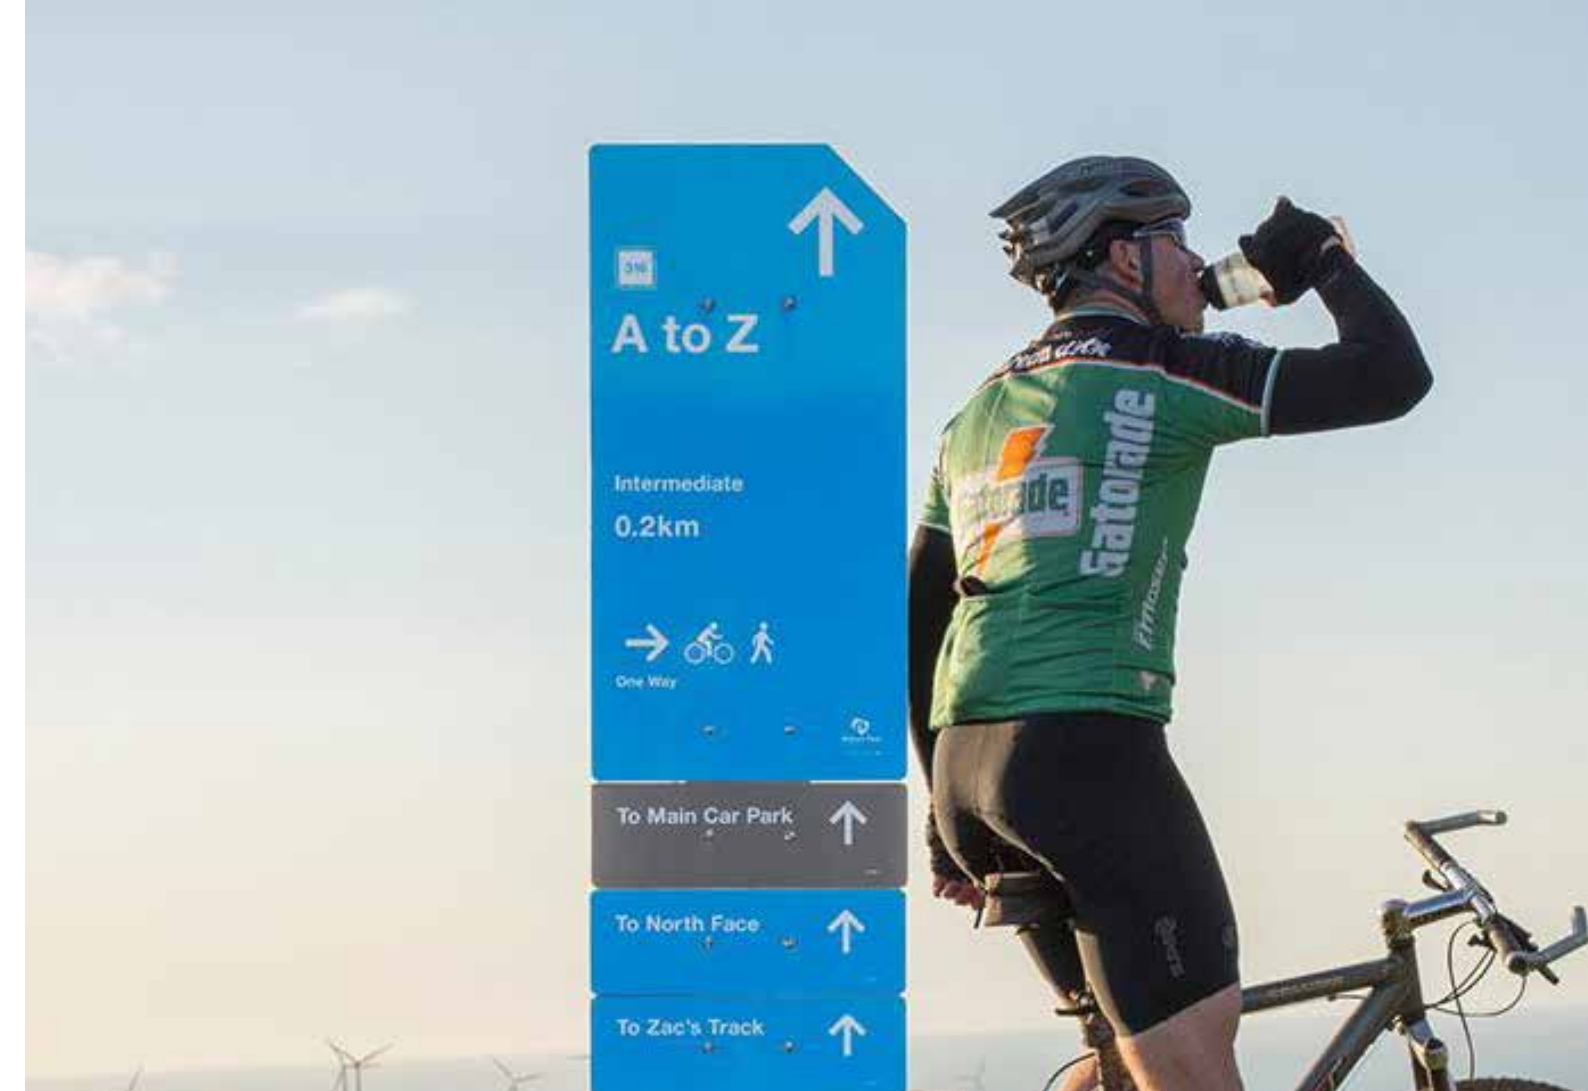 A to Z
Intermediate
0.2km
One Way
To Main Car Park
To North Face
To Zac's Track
Gatorade
Gatorade